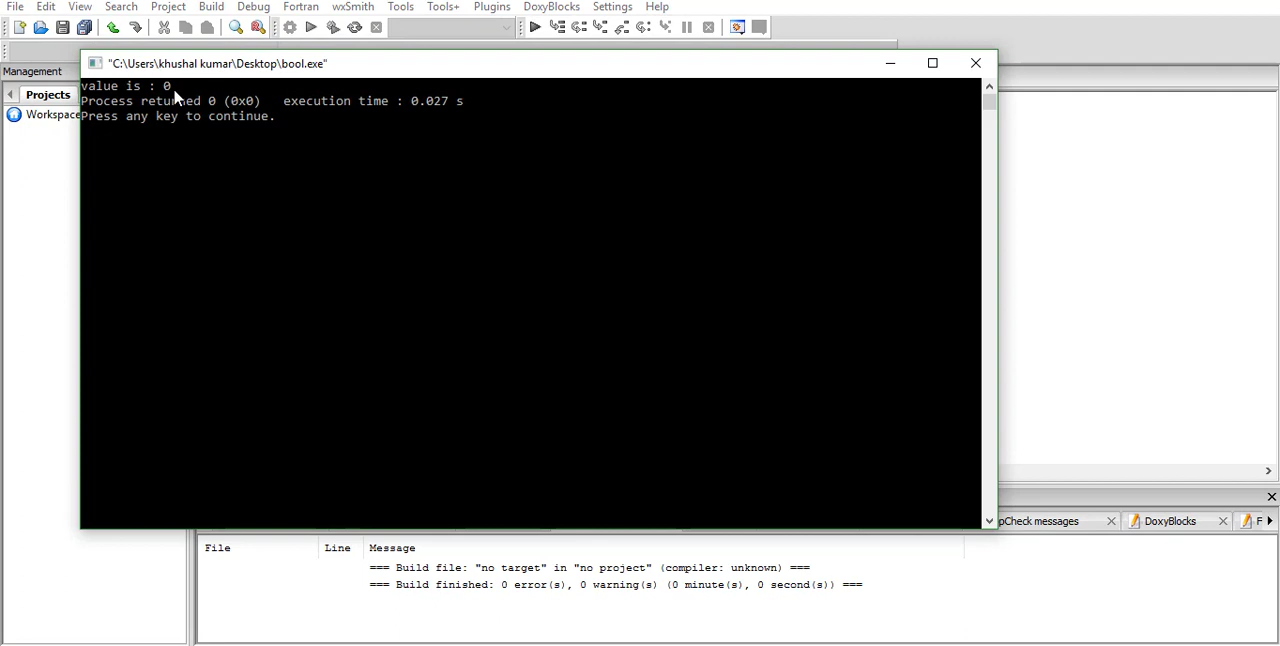 File Edit View Search Project Build Debug Fortran wxSmith Tools Tools+ Plugins DoxyBlocks Settings Help
"C:\Users\khushal kumar\Desktop\bool.exe"
Management
value is : 0
Projects
Process returned 0 (0x0)   execution time : 0.027 s
Workspace
Press any key to continue.
pCheck messages DoxyBlocks F
File Line Message
=== Build file: "no target" in "no project" (compiler: unknown) ===
=== Build finished: 0 error(s), 0 warning(s) (0 minute(s), 0 second(s)) ===